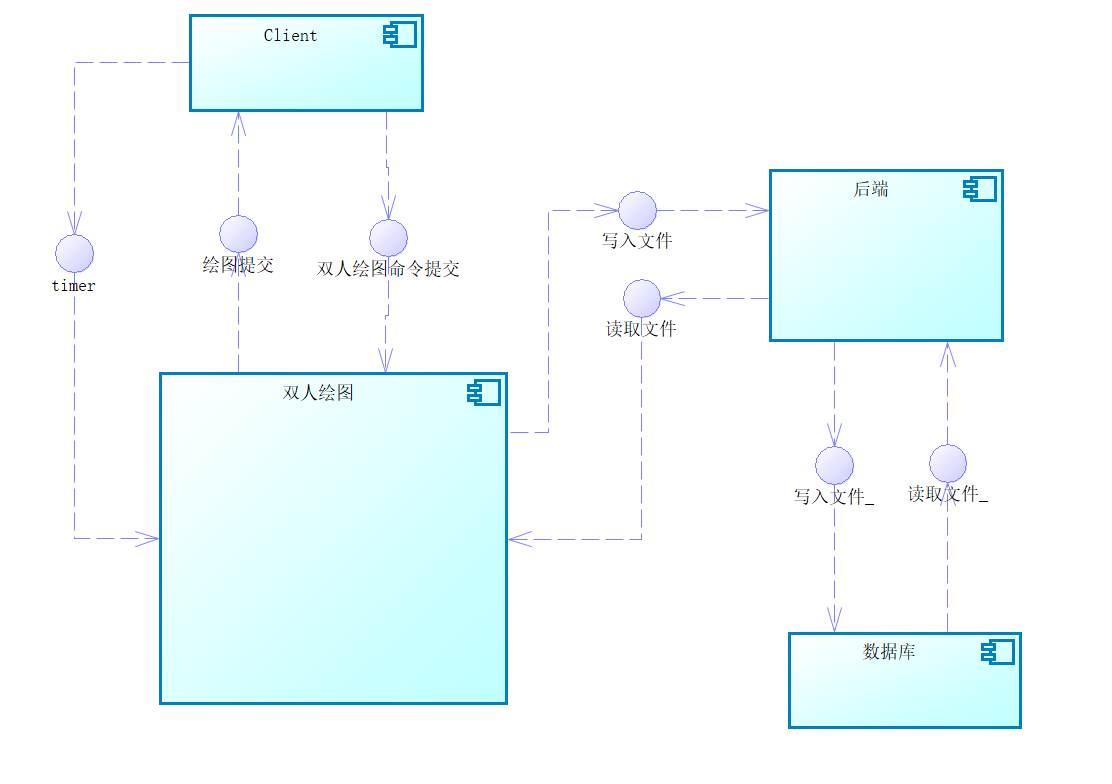 Client
后端
写入文件
绘图提交
双人绘图命令提交
timer
读取文件
双人绘图
写入文件_
读取文件_
数据库